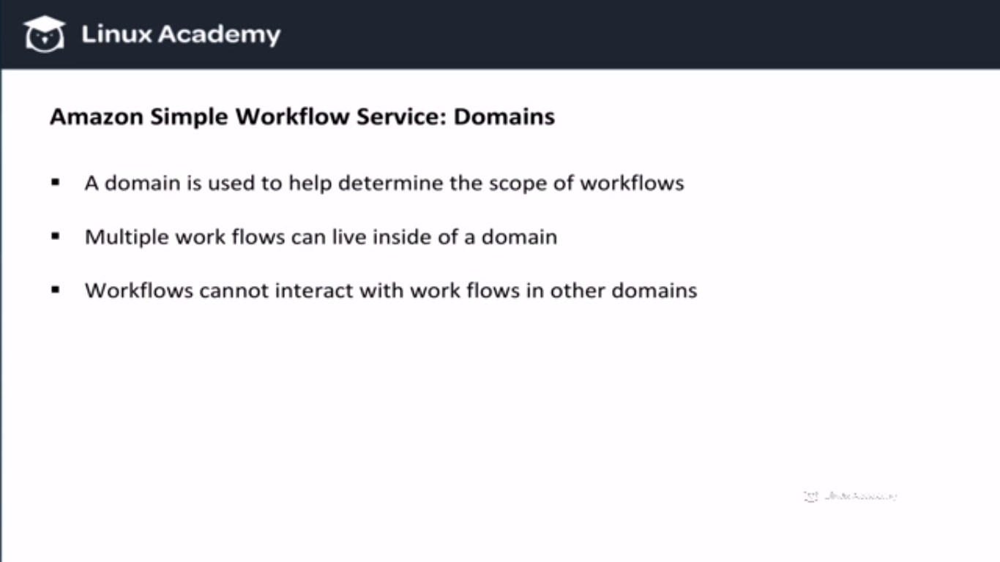 Linux Academy
Amazon Simple Workflow Service: Domains
▪ A domain is used to help determine the scope of workflows
▪ Multiple work flows can live inside of a domain
▪ Workflows cannot interact with work flows in other domains
Linux Academy